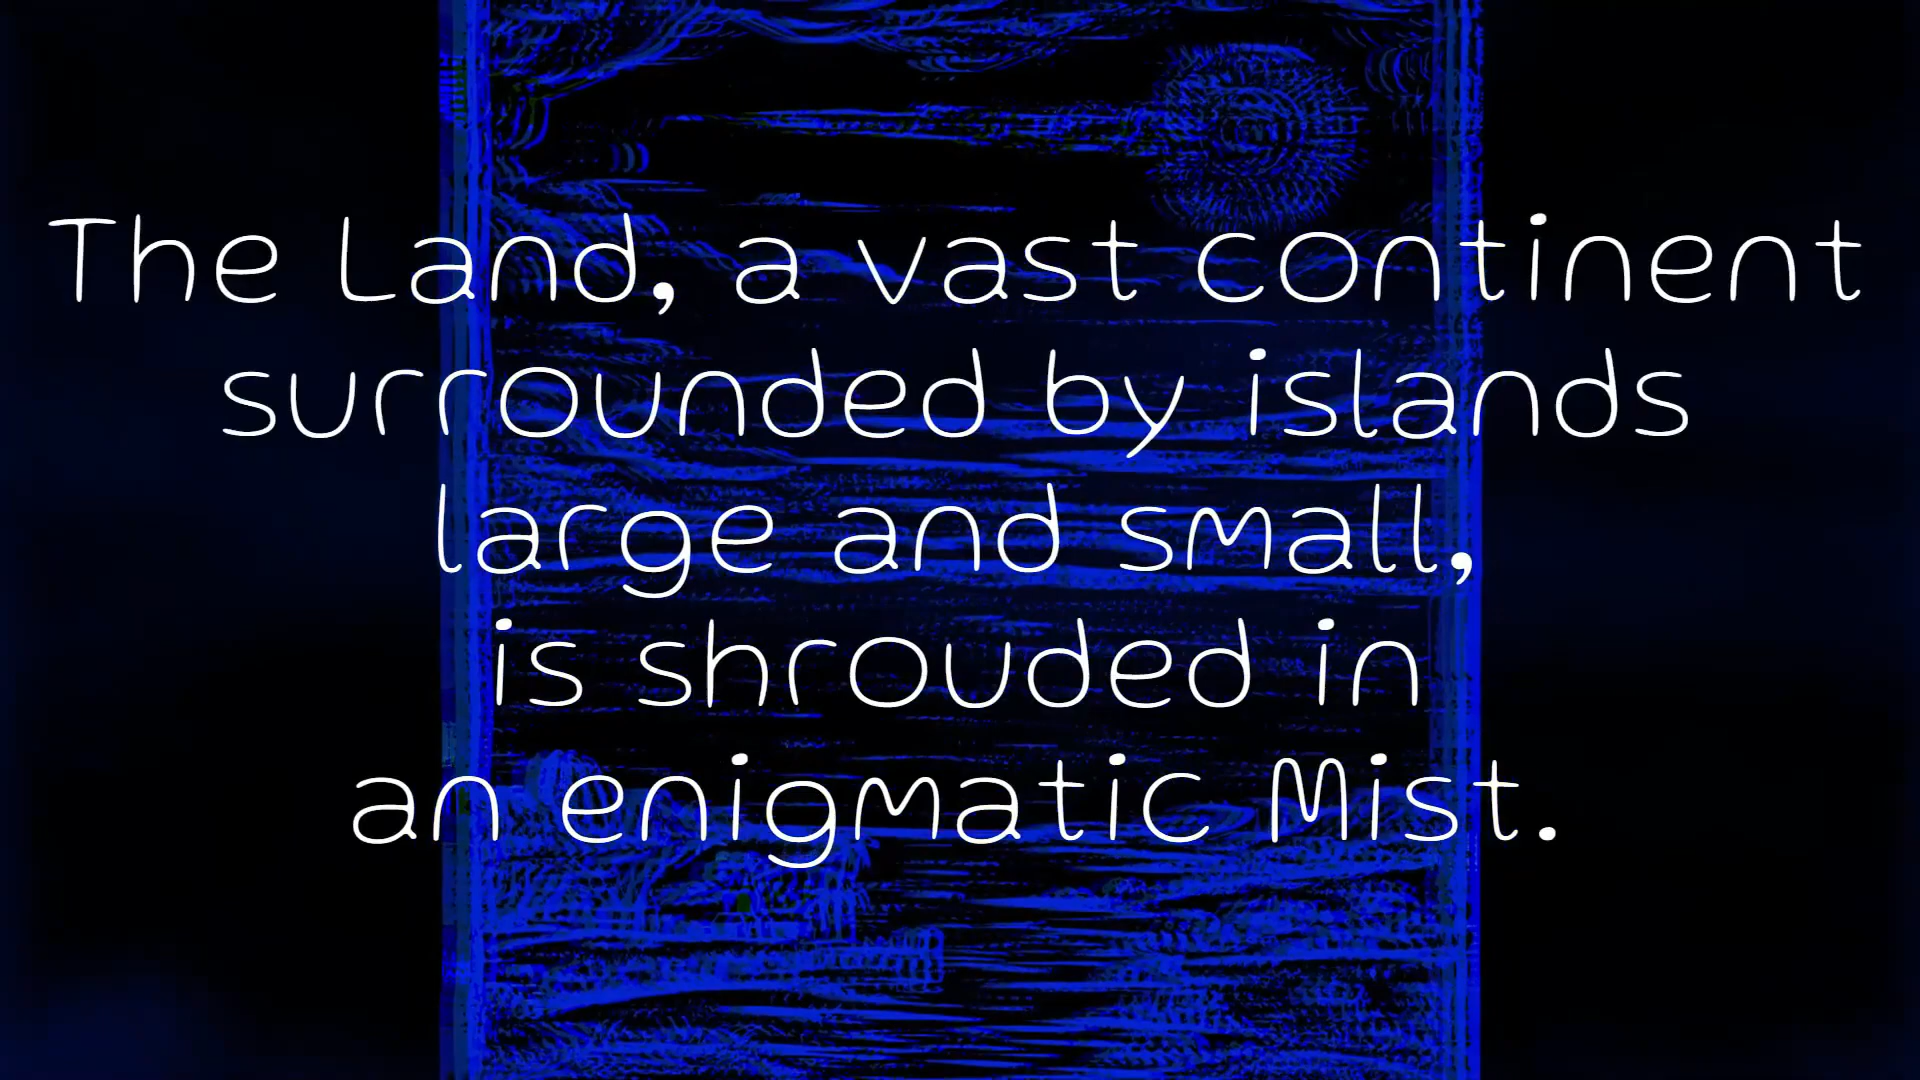 The Land, a vast continent
surrounded by islands
large and small,
is shrouded in
an enigmatic Mist.